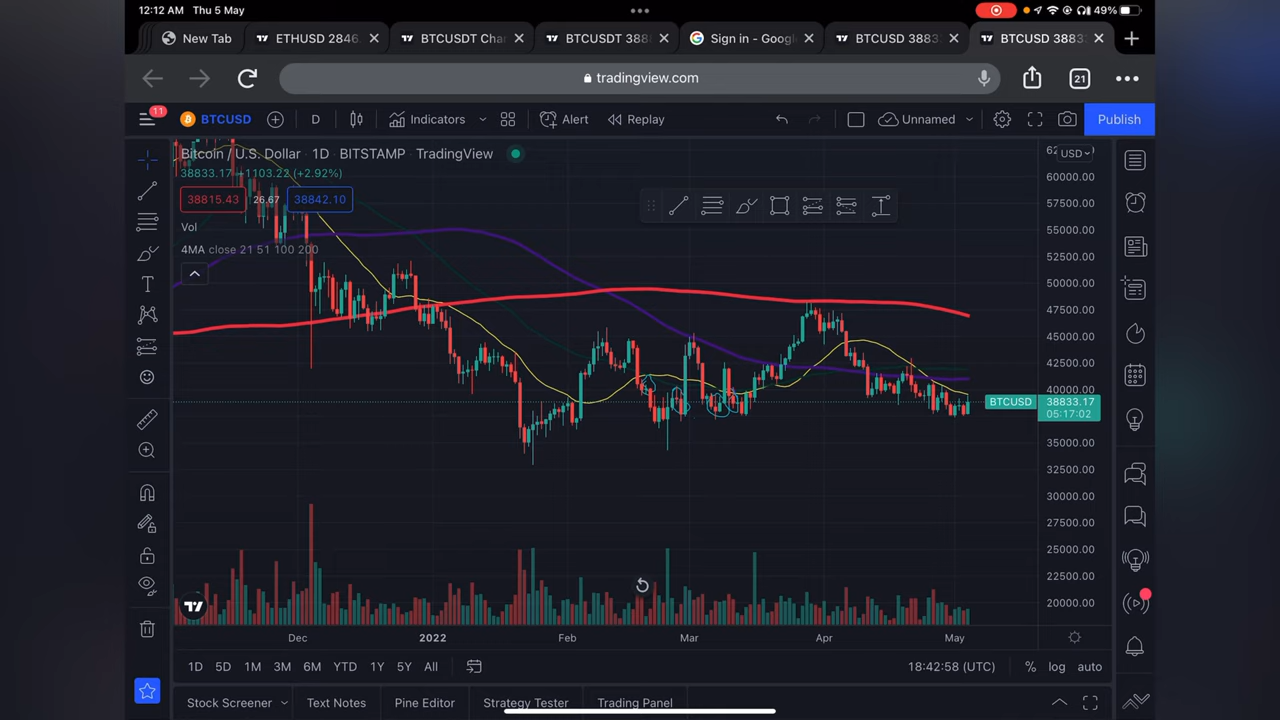 12:12 AM Thu 5 May
49%
New Tab
ETHUSD 2846.
BTCUSDT Cha
BTCUSDT 388
Sign in - Googl
BTCUSD 3883
BTCUSD 3883
tradingview.com
21
11
BTCUSD
D
Indicators
Alert
Replay
Unnamed
Publish
Bitcoin / U.S. Dollar · 1D · BITSTAMP · TradingView
USD
38833.17 +1103.22 (+2.92%)
38815.43 26.67 38842.10
Vol
4MA close 21 51 100 200
60000.00
57500.00
55000.00
52500.00
50000.00
47500.00
45000.00
42500.00
40000.00
BTCUSD 38833.17
05:17:02
35000.00
32500.00
30000.00
27500.00
25000.00
22500.00
20000.00
Dec 2022 Feb Mar Apr May
1D 5D 1M 3M 6M YTD 1Y 5Y All
18:42:58 (UTC) % log auto
Stock Screener Text Notes Pine Editor Strategy Tester Trading Panel